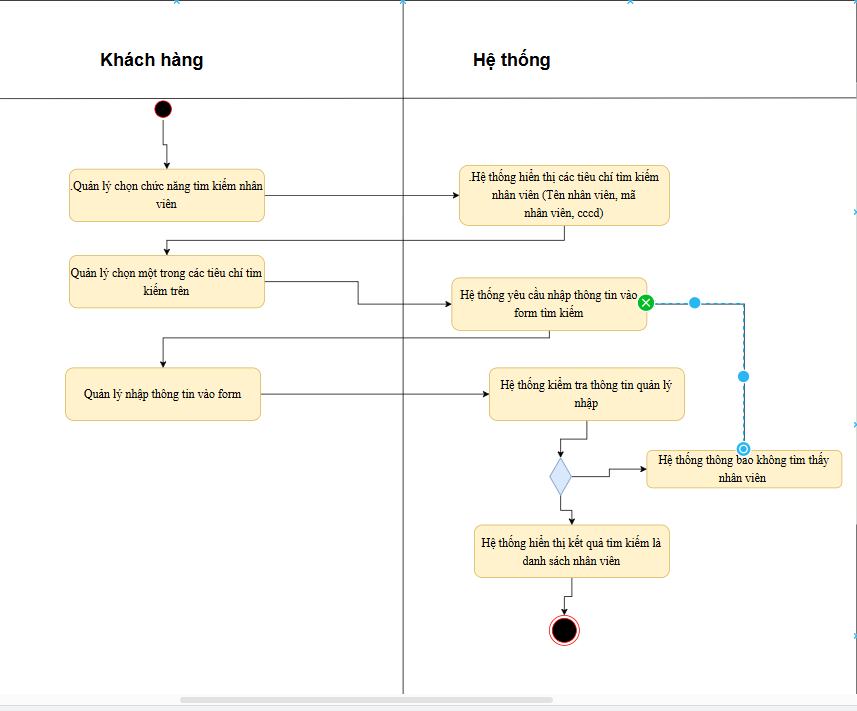 Khách hàng
Hệ thống
.Quản lý chọn chức năng tìm kiếm nhân
viên
.Hệ thống hiển thị các tiêu chí tìm kiếm
nhân viên (Tên nhân viên, mã
nhân viên, cccd)
Quản lý chọn một trong các tiêu chí tìm
kiếm trên
Hệ thống yêu cầu nhập thông tin vào
form tìm kiếm
Quản lý nhập thông tin vào form
Hệ thống kiểm tra thông tin quản lý
nhập
Hệ thống thông báo không tìm thấy
nhân viên
Hệ thống hiển thị kết quả tìm kiếm là
danh sách nhân viên